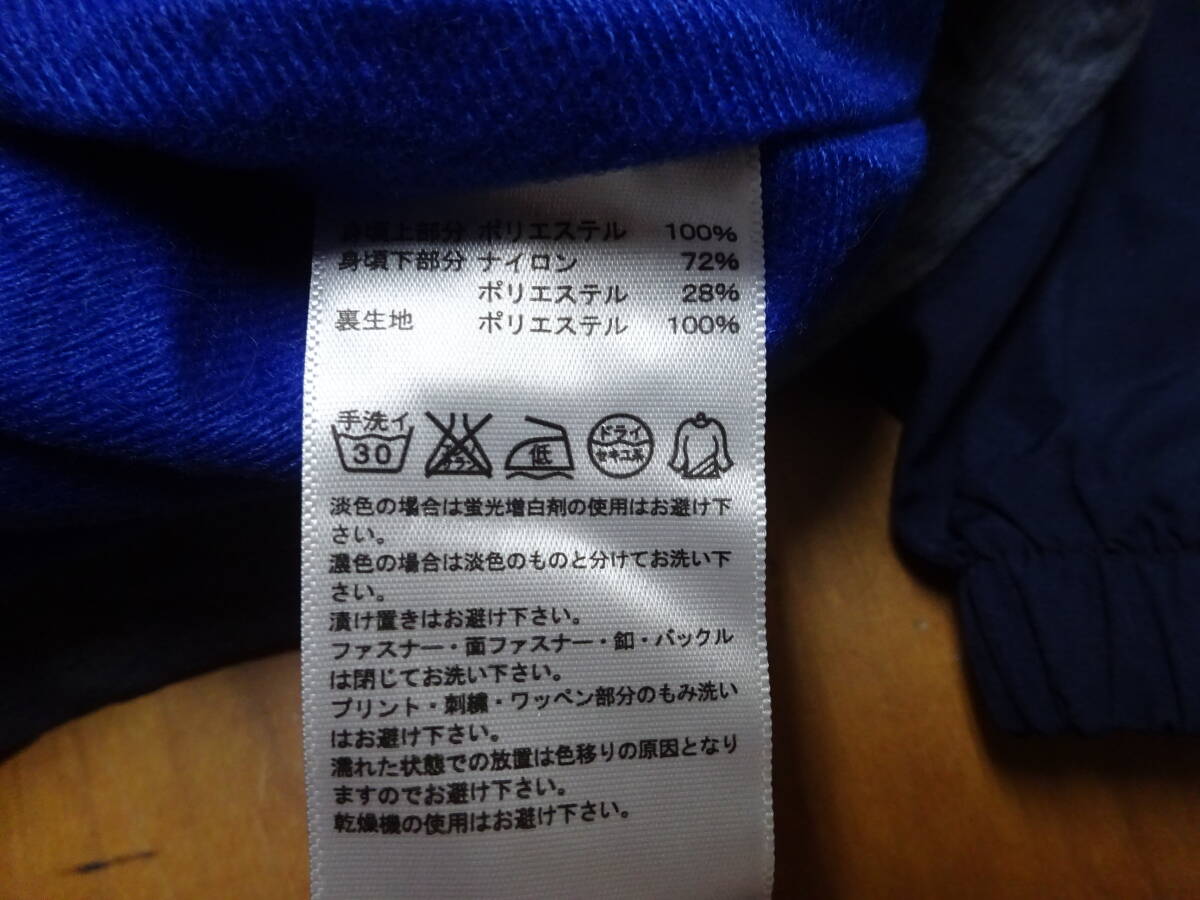 身頃上部分 ポリエステル 100%
身頃下部分 ナイロン 72%
ポリエステル 28%
裏生地 ポリエステル 100%
手洗イ
30
エンソサラシ
低
ドライ
セキユ系
淡色の場合は蛍光増白剤の使用はお避け下
さい。
濃色の場合は淡色のものと分けてお洗い下
さい。
漬け置きはお避け下さい。
ファスナー・面ファスナー・釦・バックル
は閉じてお洗い下さい。
プリント・刺繍・ワッペン部分のもみ洗い
はお避け下さい。
濡れた状態での放置は色移りの原因となり
ますのでお避け下さい。
乾燥機の使用はお避け下さい。